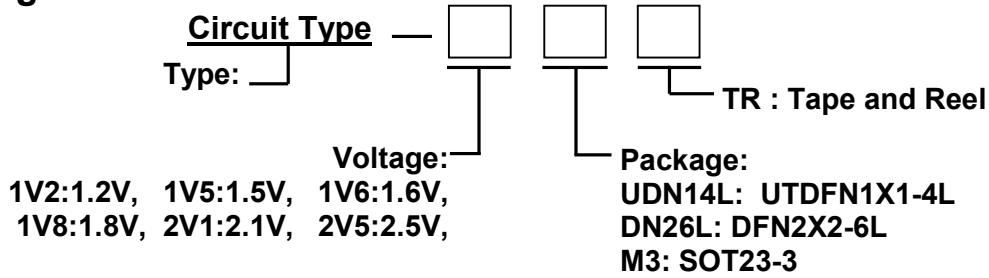 g
Circuit Type
Type:
TR : Tape and Reel
Voltage:
1V2:1.2V, 1V5:1.5V, 1V6:1.6V,
1V8:1.8V, 2V1:2.1V, 2V5:2.5V,
Package:
UDN14L: UTDFN1X1-4L
DN26L: DFN2X2-6L
M3: SOT23-3